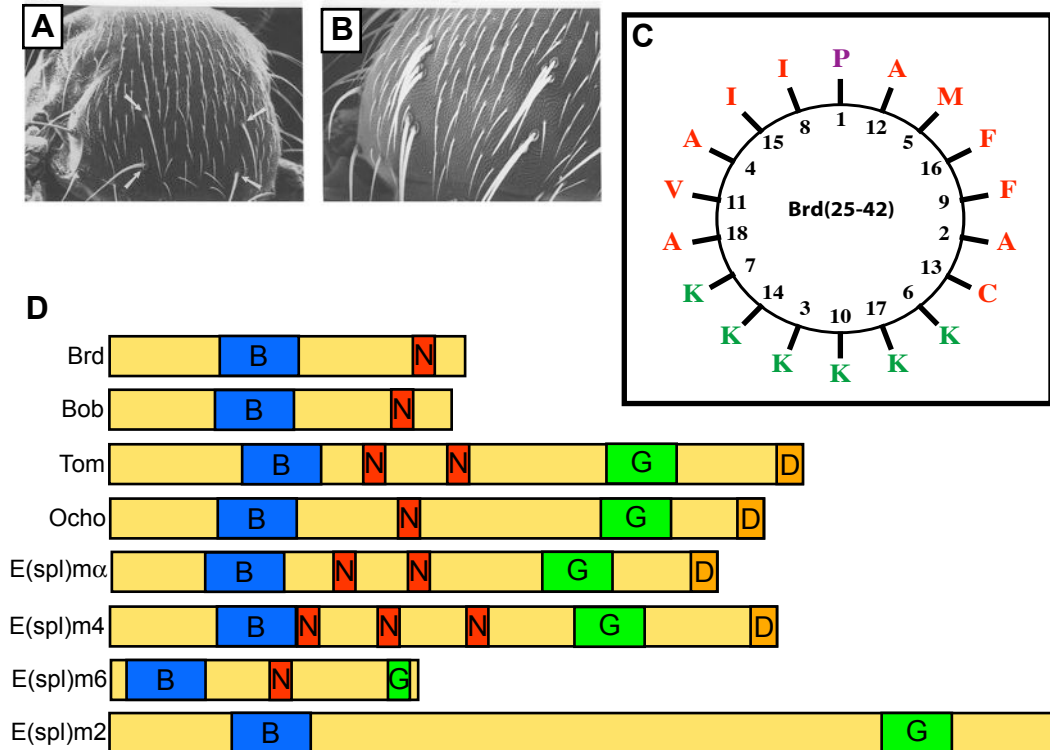 A
B
C
P
I A
I M
A F
V F
A A
K C
K K
K K
K
1
8 12
15 5
4 16
11 9
18 2
7 13
14 6
3 17
10
Brd(25-42)
D
Brd B N
Bob B N
Tom B N N G D
Ocho B N G D
E(spl)mα B N N G D
E(spl)m4 B N N N G D
E(spl)m6 B N G
E(spl)m2 B G